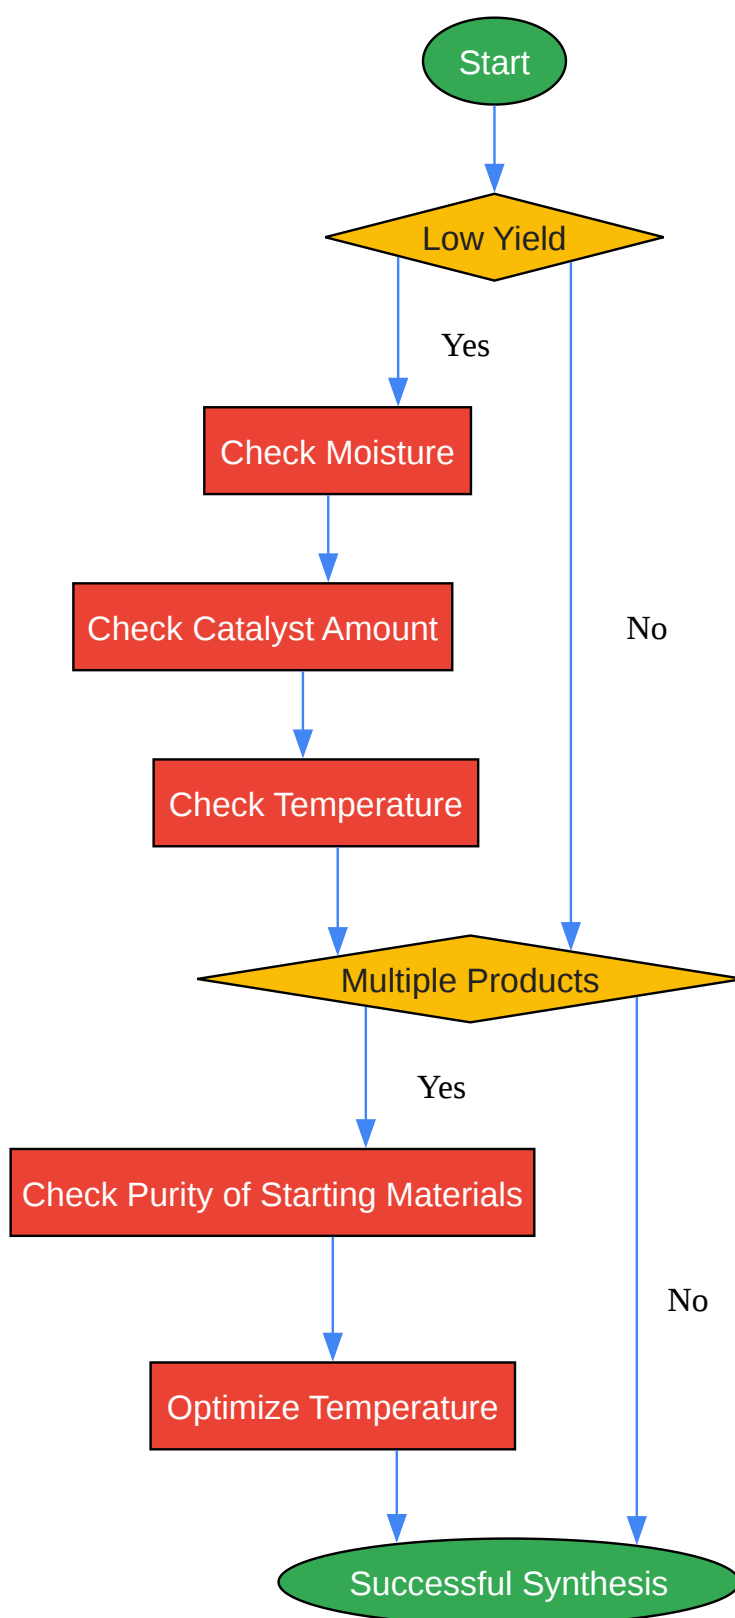 Start
Low Yield
Yes
Check Moisture
Check Catalyst Amount
No
Check Temperature
Multiple Products
Yes
Check Purity of Starting Materials
No
Optimize Temperature
Successful Synthesis